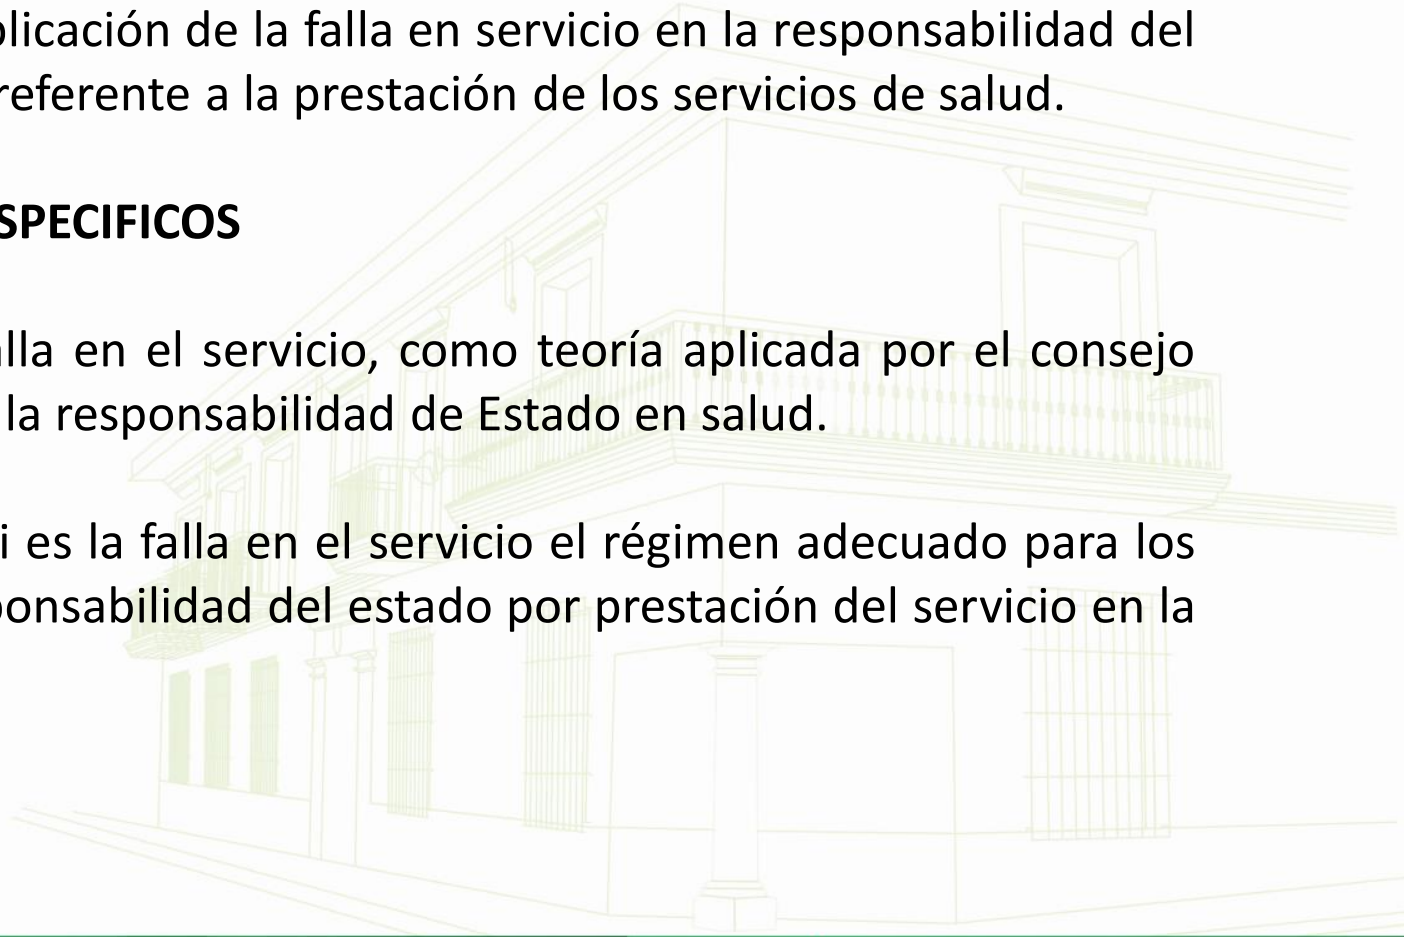 plicación de la falla en servicio en la responsabilidad del
referente a la prestación de los servicios de salud.
SPECIFICOS
alla en el servicio, como teoría aplicada por el consejo
la responsabilidad de Estado en salud.
i es la falla en el servicio el régimen adecuado para los
ponsabilidad del estado por prestación del servicio en la